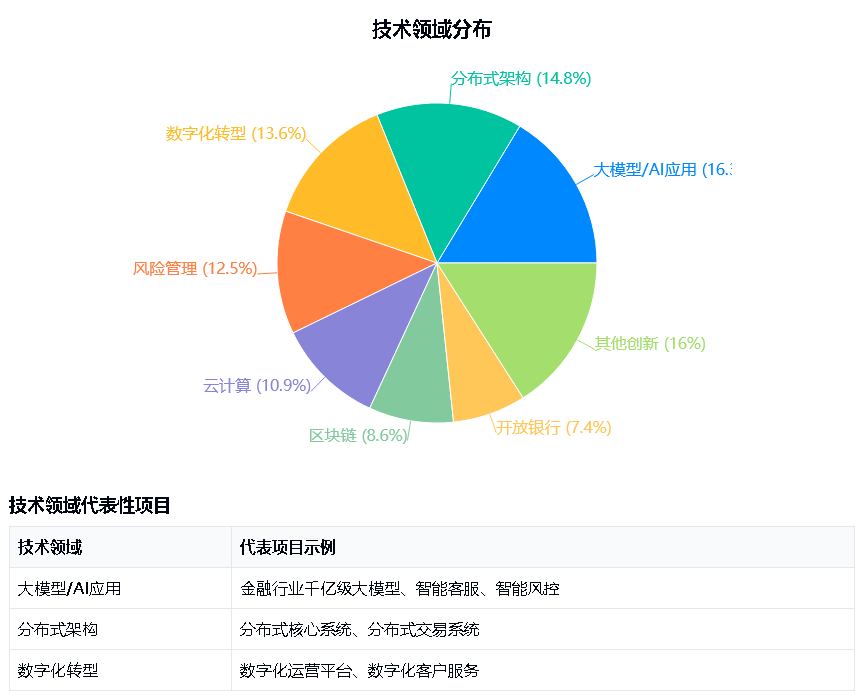 技术领域分布
分布式架构 (14.8%)
数字化转型 (13.6%)
大模型/AI应用 (16.
风险管理 (12.5%)
其他创新 (16%)
云计算 (10.9%)
开放银行 (7.4%)
区块链 (8.6%)
技术领域代表性项目
技术领域 代表项目示例
大模型/AI应用 金融行业千亿级大模型、智能客服、智能风控
分布式架构 分布式核心系统、分布式交易系统
数字化转型 数字化运营平台、数字化客户服务